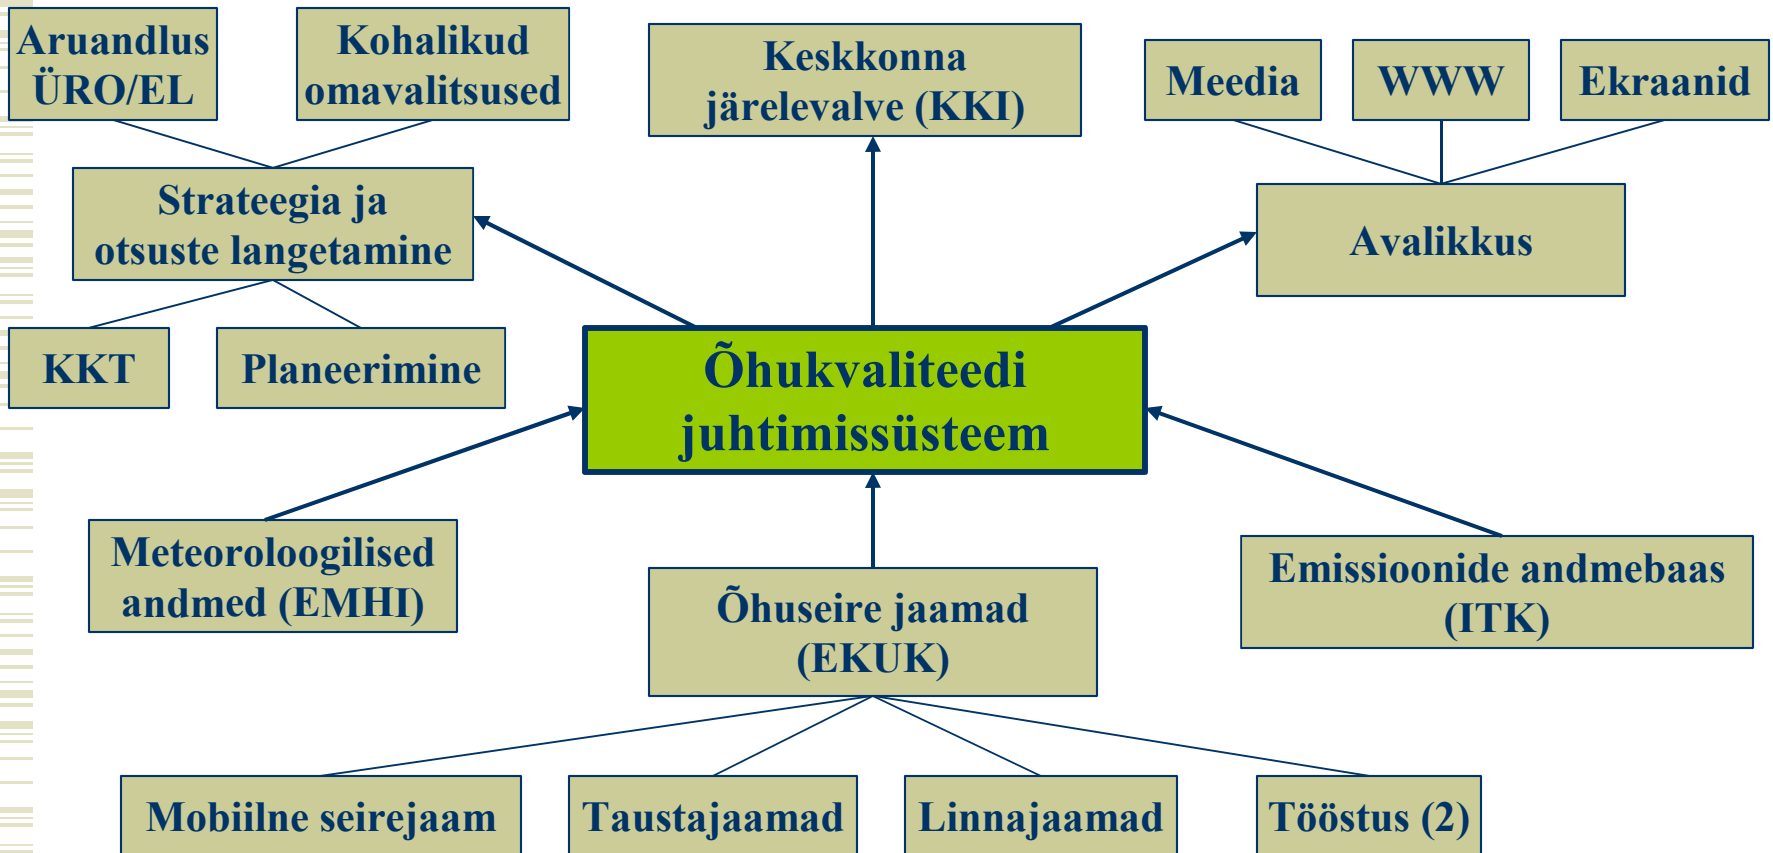 Aruandlus
ÜRO/EL
Kohalikud
omavalitsused
Keskkonna
järelevalve (KKI)
Meedia
WWW
Ekraanid
Strateegia ja
otsuste langetamine
Avalikkus
KKT
Planeerimine
Õhukvaliteedi
juhtimissüsteem
Meteoroloogilised
andmed (EMHI)
Õhuseire jaamad
(EKUK)
Emissioonide andmebaas
(ITK)
Mobiilne seirejaam
Taustajaamad
Linnajaamad
Tööstus (2)